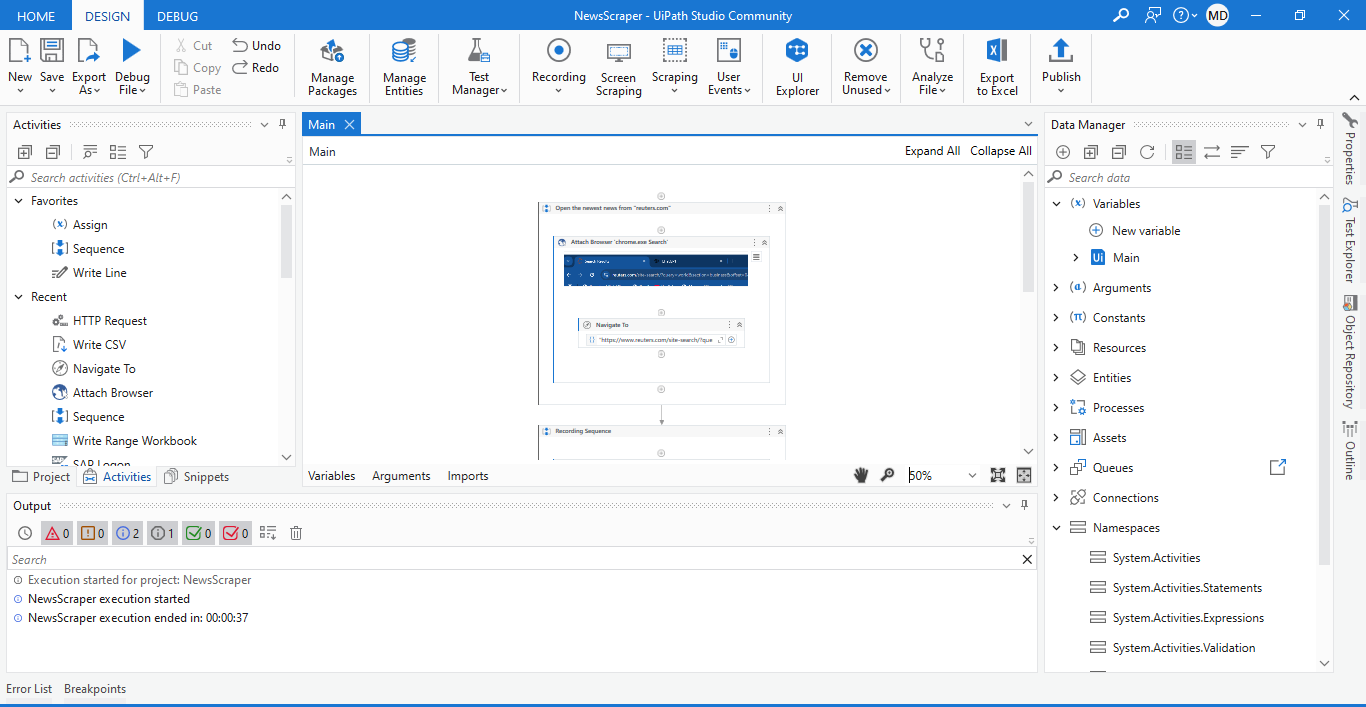 HOME DESIGN DEBUG NewsScraper - UiPath Studio Community MD
New Save Export As Debug File Cut Copy Paste Undo Redo Manage Packages Manage Entities Test Manager Recording Screen Scraping Scraping User Events UI Explorer Remove Unused Analyze File Export to Excel Publish
Activities
Search activities (Ctrl+Alt+F)
Favorites
Assign
Sequence
Write Line
Recent
HTTP Request
Write CSV
Navigate To
Attach Browser
Sequence
Write Range Workbook
SAP Logon
Project Activities Snippets
Main
Main Expand All Collapse All
Open the newest news from "reuters.com"
Attach Browser 'chrome.exe Search'
Navigate To
"https://www.reuters.com/site-search/?que
Recording Sequence
Variables Arguments Imports 50%
Data Manager
Search data
Variables
New variable
Main
Arguments
Constants
Resources
Entities
Processes
Assets
Queues
Connections
Namespaces
System.Activities
System.Activities.Statements
System.Activities.Expressions
System.Activities.Validation
Properties
Test Explorer
Object Repository
Outline
Output
0 0 2 1 0 0
Search
Execution started for project: NewsScraper
NewsScraper execution started
NewsScraper execution ended in: 00:00:37
Error List Breakpoints